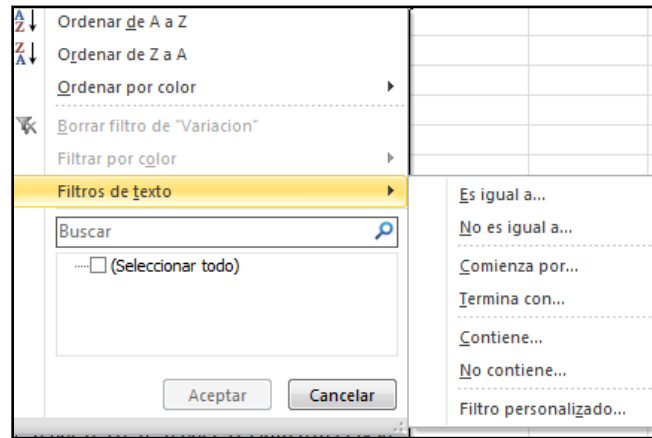 Ordenar de A a Z
Ordenar de Z a A
Ordenar por color
Borrar filtro de "Variacion"
Filtrar por color
Filtros de texto
Buscar
(Seleccionar todo)
Aceptar
Cancelar
Es igual a...
No es igual a...
Comienza por...
Termina con...
Contiene...
No contiene...
Filtro personalizado...